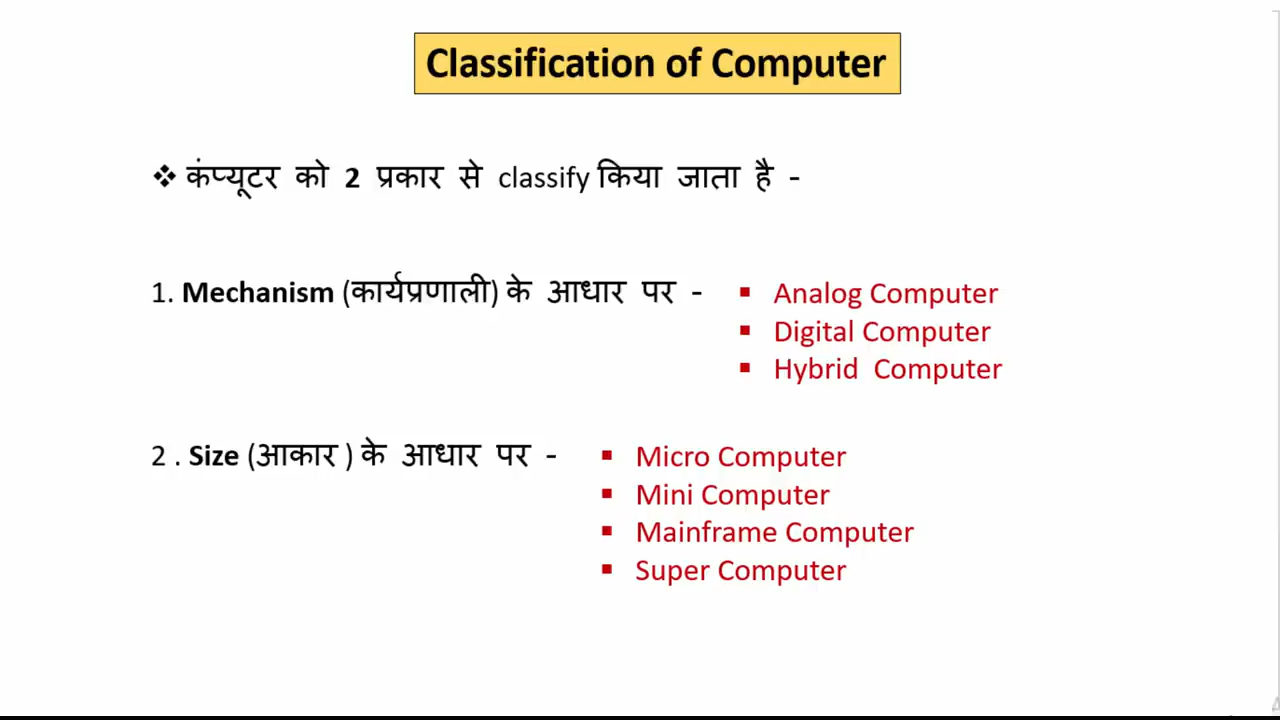 Classification of Computer
❖ कंप्यूटर को 2 प्रकार से classify किया जाता है -
1. Mechanism (कार्यप्रणाली) के आधार पर - ▪ Analog Computer
▪ Digital Computer
▪ Hybrid Computer
2 . Size (आकार ) के आधार पर - ▪ Micro Computer
▪ Mini Computer
▪ Mainframe Computer
▪ Super Computer